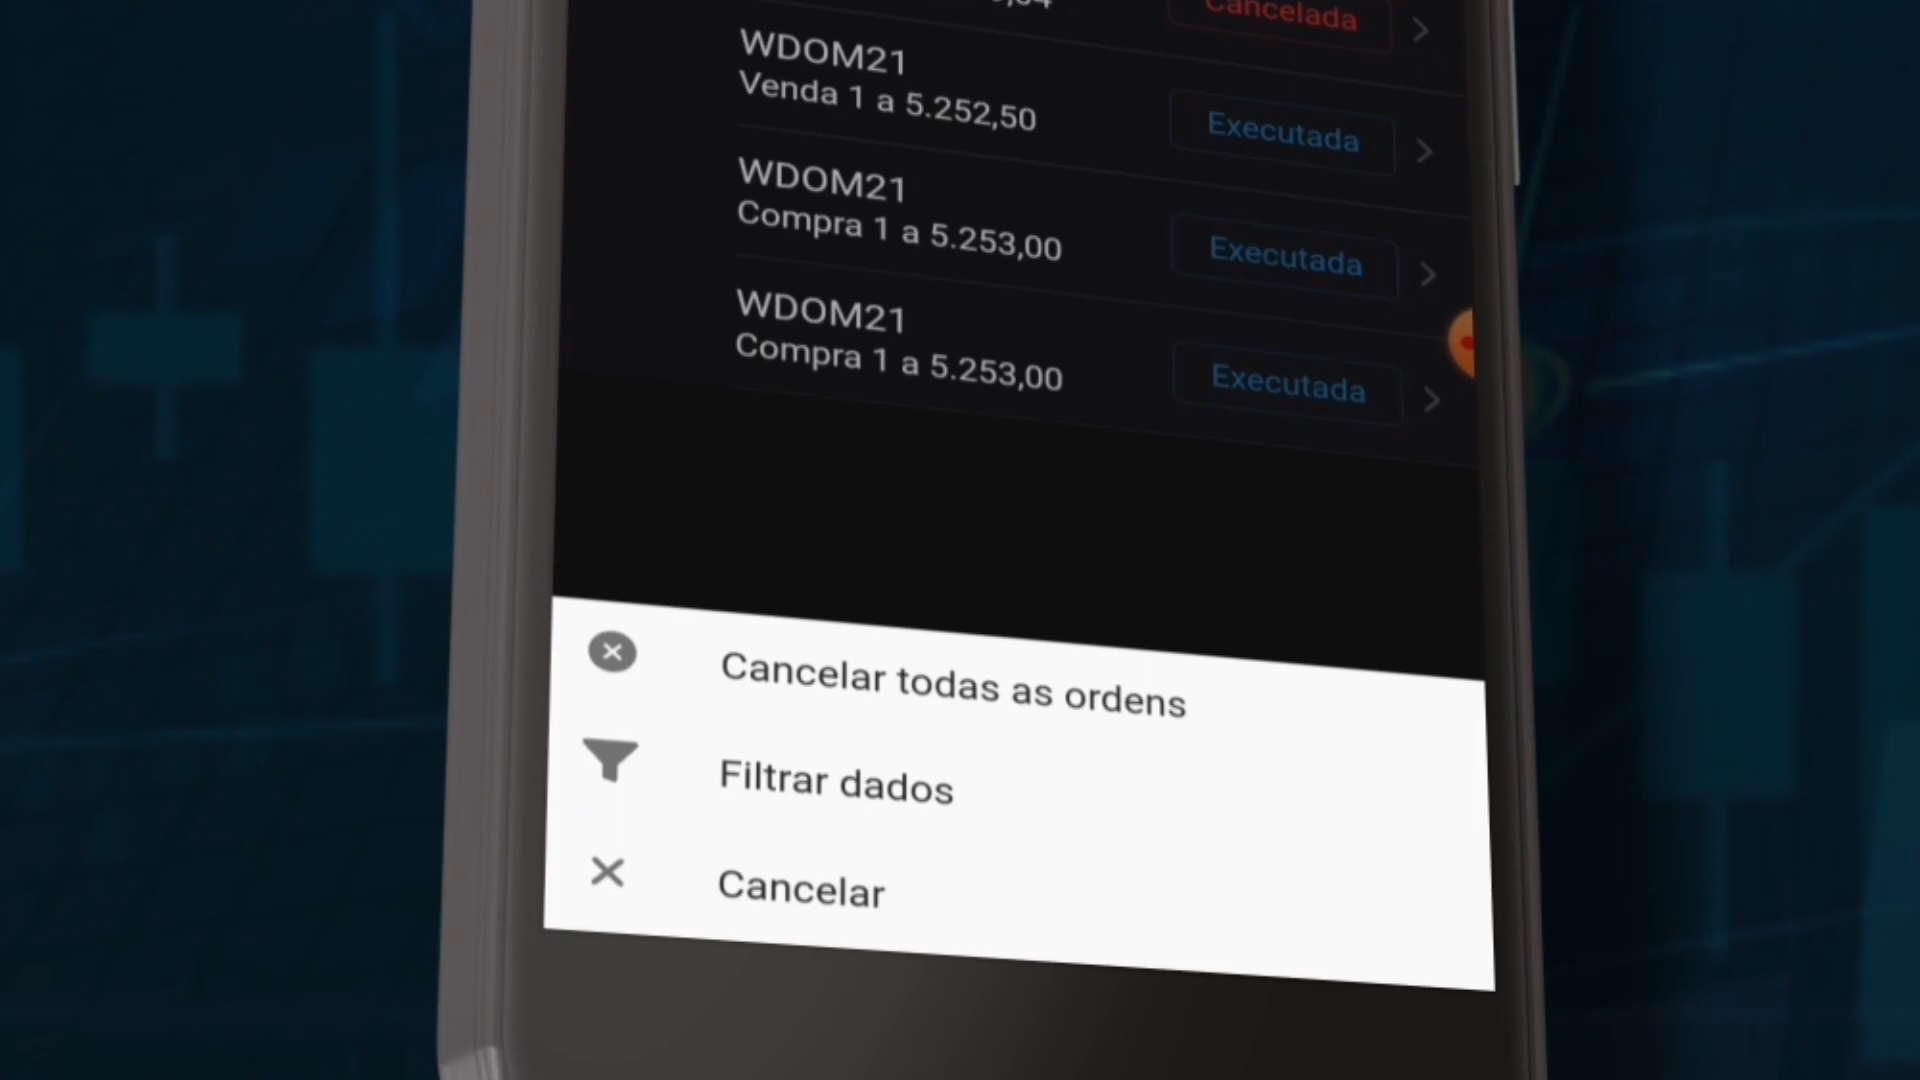 Cancelada
WDOM21
Venda 1 a 5.252,50
Executada
WDOM21
Compra 1 a 5.253,00
Executada
WDOM21
Compra 1 a 5.253,00
Executada
Cancelar todas as ordens
Filtrar dados
Cancelar